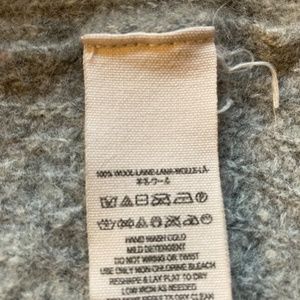 100% WOOL-LAINE-LANA-WOLLE-LÃ-
HAND WASH COLD
MILD DETERGENT
DO NOT WRING OR TWIST
USE ONLY NON CHLORINE BLEACH
RESHAPE & LAY FLAT TO DRY
LOW IRON AS NEEDED